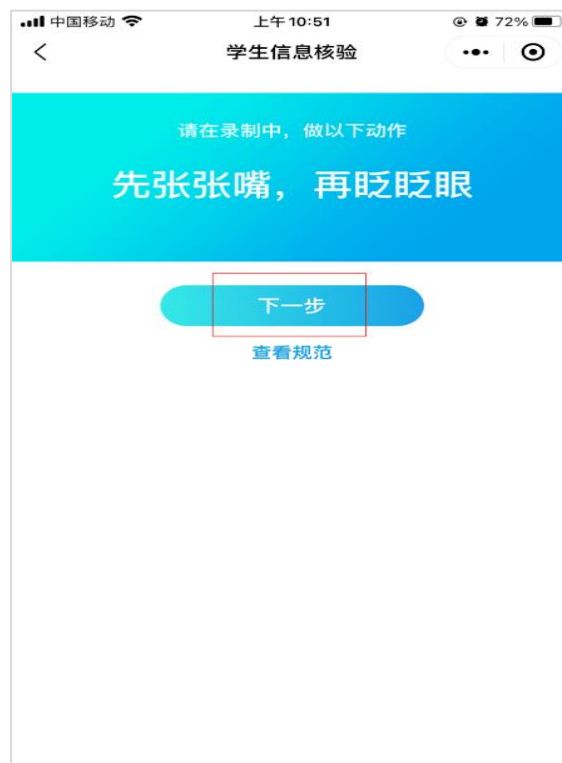 中国移动 上午10:51 72%
学生信息核验
请在录制中，做以下动作
先张张嘴，再眨眨眼
下一步
查看规范